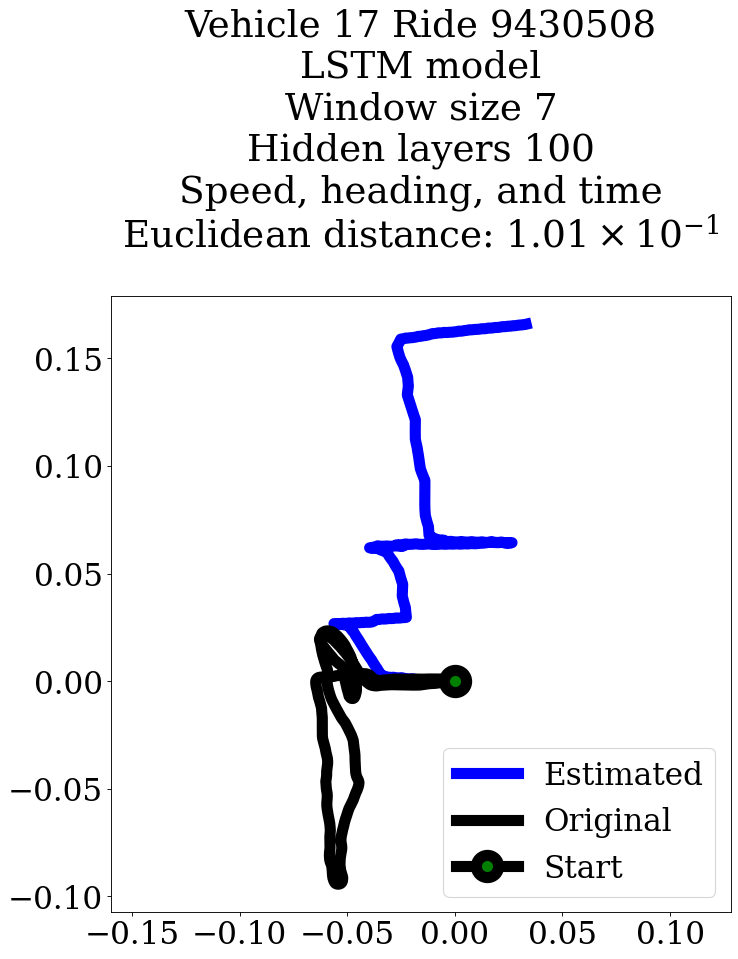 Vehicle 17 Ride 9430508
LSTM model
Window size 7
Hidden layers 100
Speed, heading, and time
Euclidean distance: 1.01 × 10⁻¹
0.15
0.10
0.05
0.00
−0.05
−0.10
Estimated
Original
Start
−0.15 −0.10 −0.05 0.00 0.05 0.10